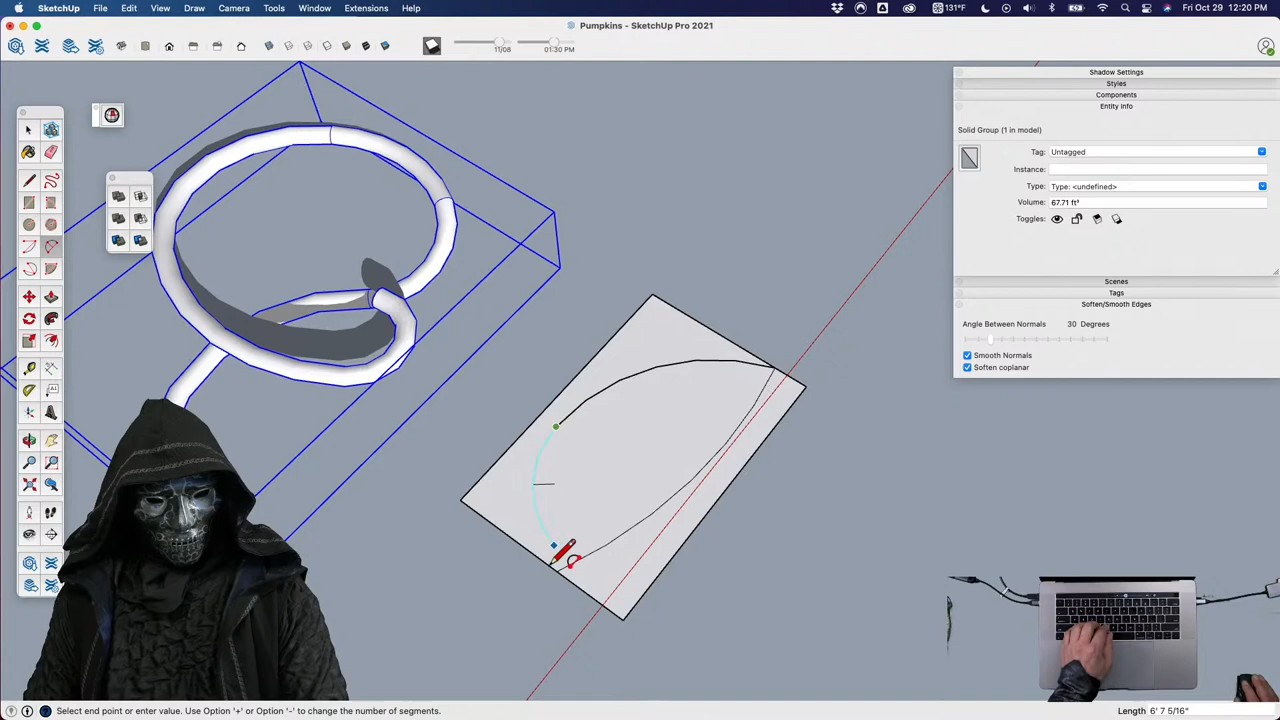 SketchUp File Edit View Draw Camera Tools Window Extensions Help
131°F Fri Oct 29 12:20 PM
Pumpkins - SketchUp Pro 2021
11/08 01:30 PM
Shadow Settings
Styles
Components
Entity Info
Solid Group (1 in model)
Tag: Untagged
Instance:
Type: Type: <undefined>
Volume: 67.71 ft³
Toggles:
Scenes
Tags
Soften/Smooth Edges
Angle Between Normals 30 Degrees
Smooth Normals
Soften coplanar
Select end point or enter value. Use Option '+' or Option '-' to change the number of segments.
Length 6' 7 5/16"